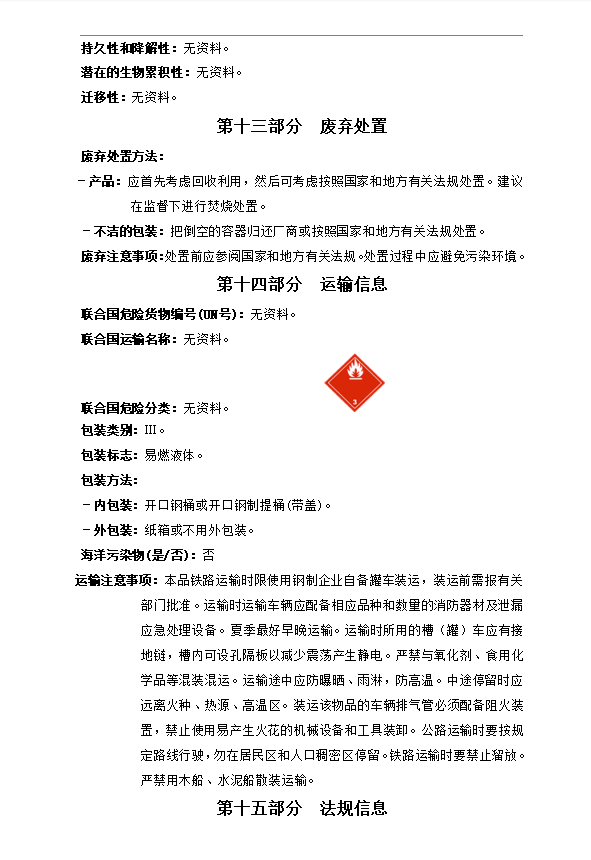 持久性和降解性：无资料。
潜在的生物累积性：无资料。
迁移性：无资料。
第十三部分　废弃处置
废弃处置方法：
－产品：应首先考虑回收利用，然后可考虑按照国家和地方有关法规处置。建议
在监督下进行焚烧处置。
－不洁的包装：把倒空的容器归还厂商或按照国家和地方有关法规处置。
废弃注意事项：处置前应参阅国家和地方有关法规。处置过程中应避免污染环境。
第十四部分　运输信息
联合国危险货物编号(UN号)：无资料。
联合国运输名称：无资料。
3
联合国危险分类：无资料。
包装类别：III。
包装标志：易燃液体。
包装方法：
－内包装：开口钢桶或开口钢制提桶(带盖)。
－外包装：纸箱或不用外包装。
海洋污染物(是/否)：否
运输注意事项：本品铁路运输时限使用钢制企业自备罐车装运，装运前需报有关
部门批准。运输时运输车辆应配备相应品种和数量的消防器材及泄漏
应急处理设备。夏季最好早晚运输。运输时所用的槽（罐）车应有接
地链，槽内可设孔隔板以减少震荡产生静电。严禁与氧化剂、食用化
学品等混装混运。运输途中应防曝晒、雨淋，防高温。中途停留时应
远离火种、热源、高温区。装运该物品的车辆排气管必须配备阻火装
置，禁止使用易产生火花的机械设备和工具装卸。公路运输时要按规
定路线行驶，勿在居民区和人口稠密区停留。铁路运输时要禁止溜放。
严禁用木船、水泥船散装运输。
第十五部分　法规信息